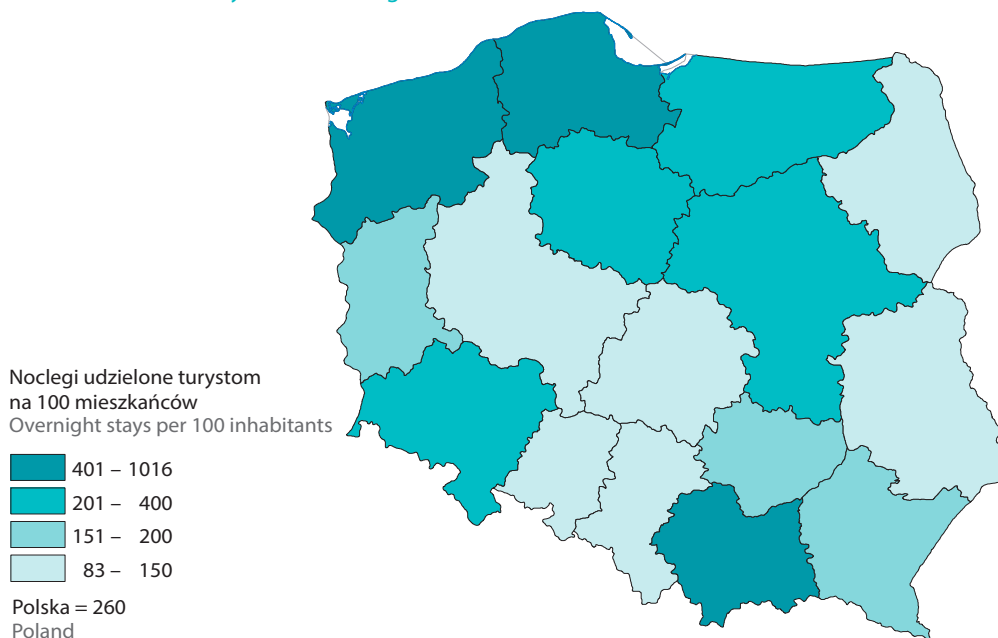 Noclegi udzielone turystom
na 100 mieszkańców
Overnight stays per 100 inhabitants
401 – 1016
201 – 400
151 – 200
83 – 150
Polska = 260
Poland